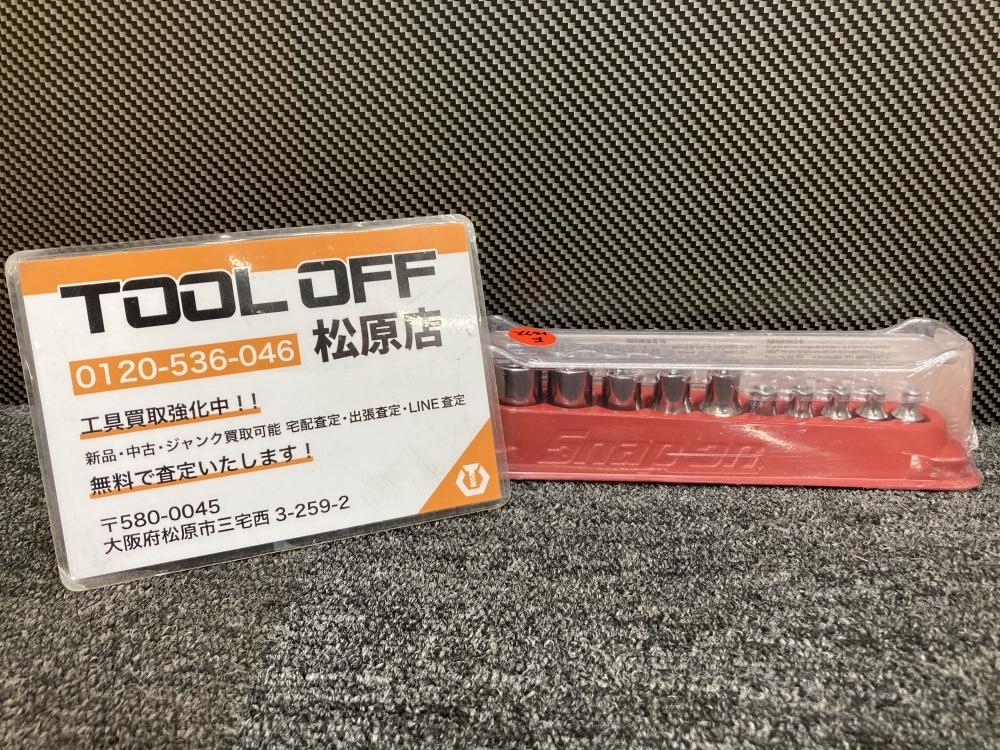 TOOL OFF
松原店
0120-536-046
工具買取強化中!!
新品・中古・ジャンク買取可能 宅配査定・出張査定・LINE査定
無料で査定いたします!
〒580-0045
大阪府松原市三宅西 3-259-2
Snap-on